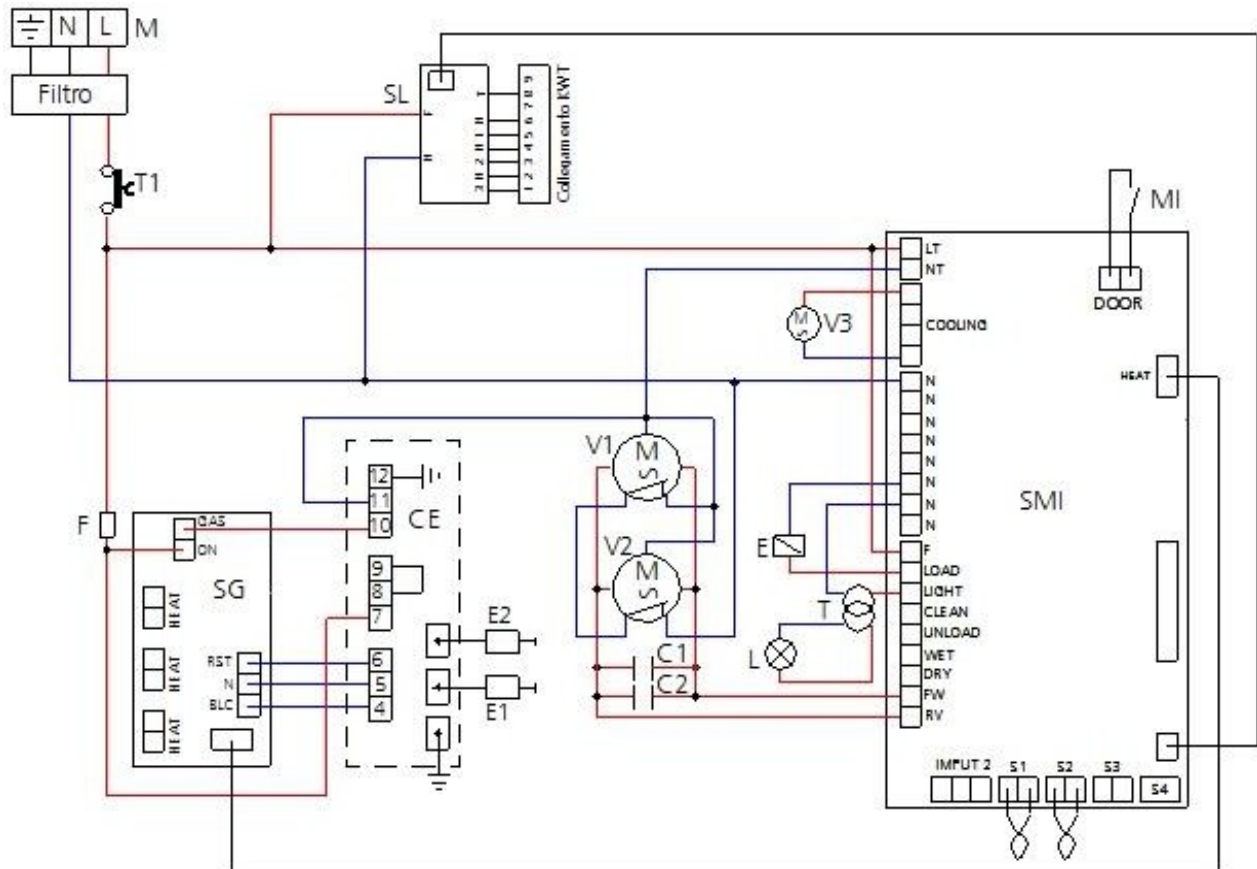 N L M
Filtro
SL
T
F
N
3 H 2 H 1 H
1 2 3 4 5 6 7 8 9
Collegamento KWT
T1
MI
DOOR
LT
NT
COOLING
V3
HEAT
N
N
N
N
N
N
N
N
SMI
V1
M
S
V2
M
S
M
S
12
11
10
CE
9
8
7
6
5
4
F
GAS
ON
SG
HEAT
HEAT
HEAT
RST
N
BLC
E2
E1
C1
C2
E
T
L
F
LOAD
LIGHT
CLEAN
UNLOAD
WET
DRY
FW
RV
IMPUT 2
S1
S2
S3
S4